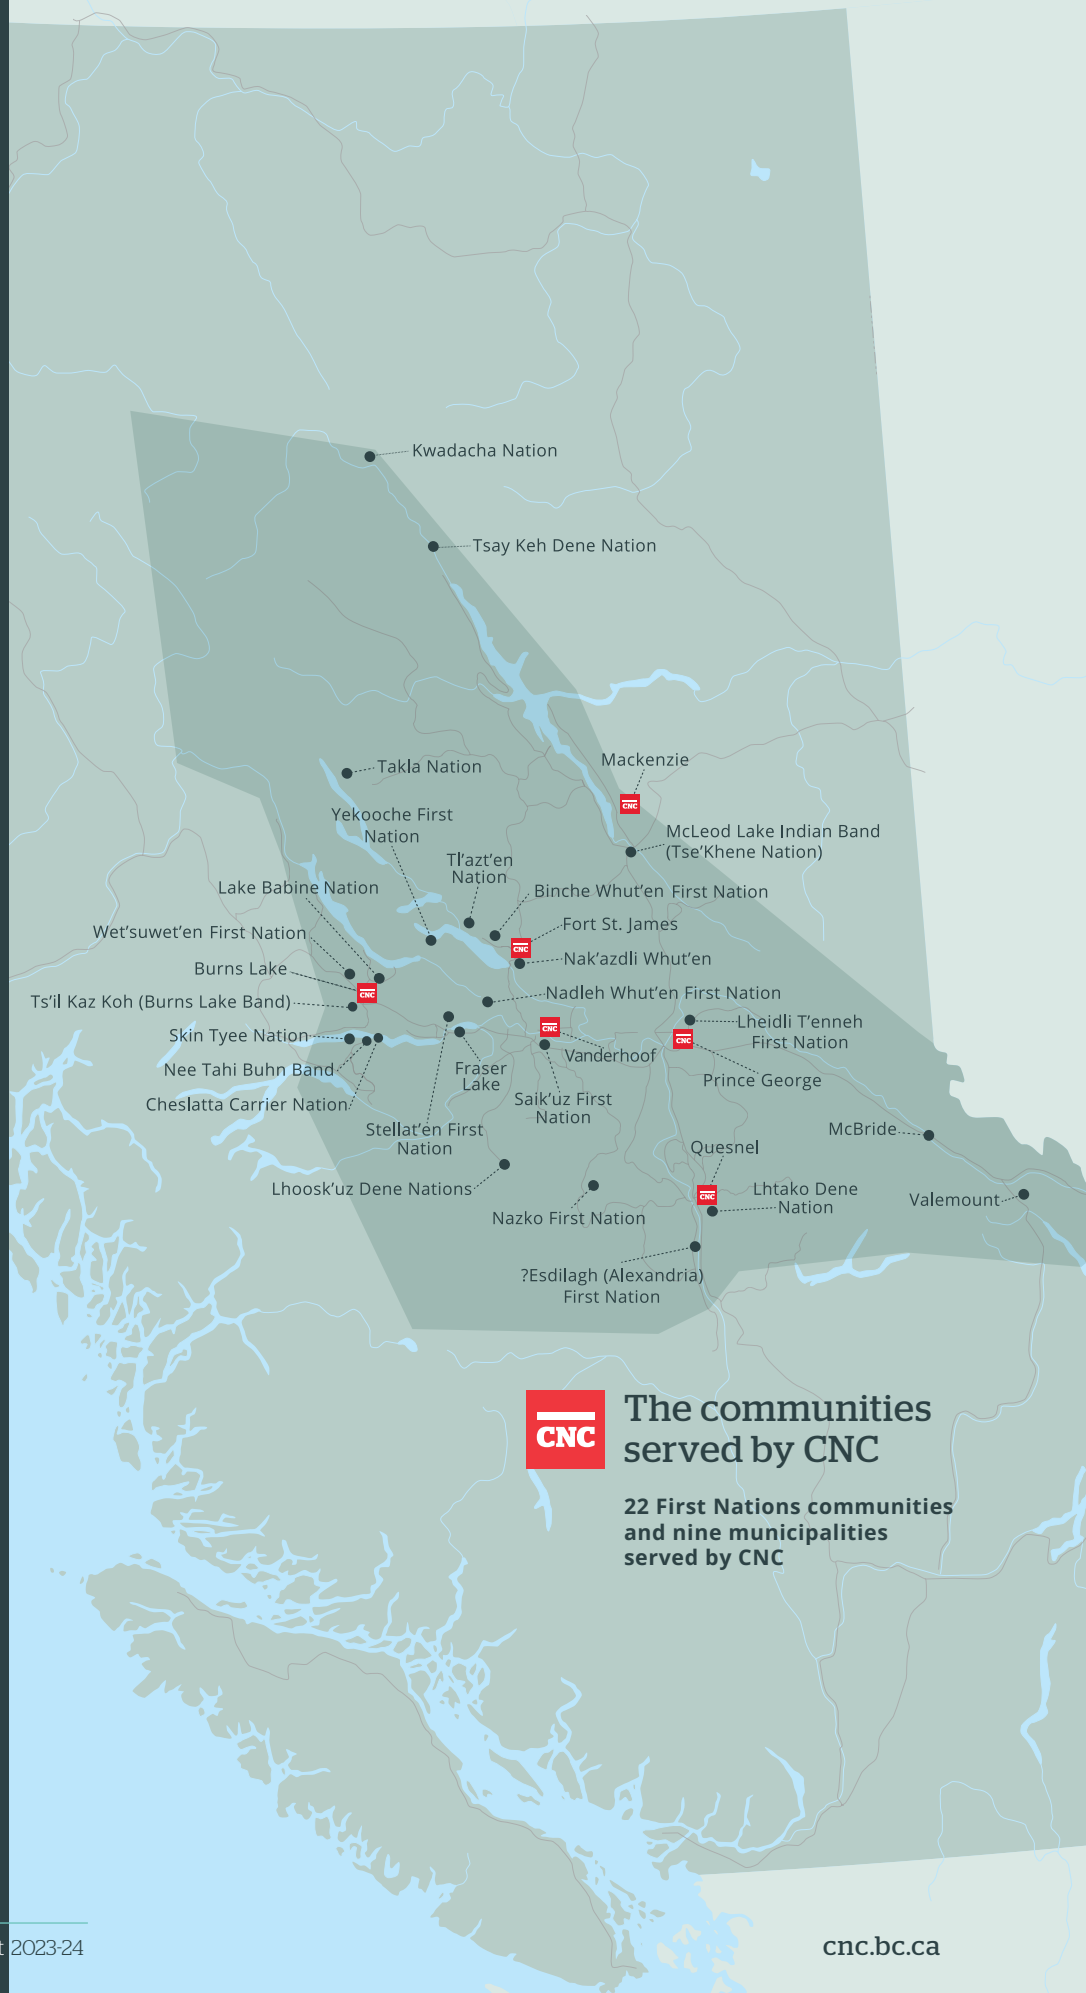 Kwadacha Nation
Tsay Keh Dene Nation
Mackenzie
Takla Nation
CNC
Yekooche First
Nation
McLeod Lake Indian Band
(Tse'Khene Nation)
Tl'azt'en
Nation
Lake Babine Nation
Binche Whut'en First Nation
Wet'suwet'en First Nation
Fort St. James
CNC
Burns Lake
Nak'azdli Whut'en
CNC
Ts'il Kaz Koh (Burns Lake Band)
Nadleh Whut'en First Nation
Skin Tyee Nation
CNC
Lheidli T'enneh
First Nation
CNC
Nee Tahi Buhn Band
Fraser
Lake
Vanderhoof
Prince George
Cheslatta Carrier Nation
Saik'uz First
Nation
Stellat'en First
Nation
McBride
Quesnel
Lhoosk'uz Dene Nations
CNC
Lhtako Dene
Nation
Valemount
Nazko First Nation
?Esdilagh (Alexandria)
First Nation
CNC
The communities
served by CNC
22 First Nations communities
and nine municipalities
served by CNC
t 2023-24
cnc.bc.ca